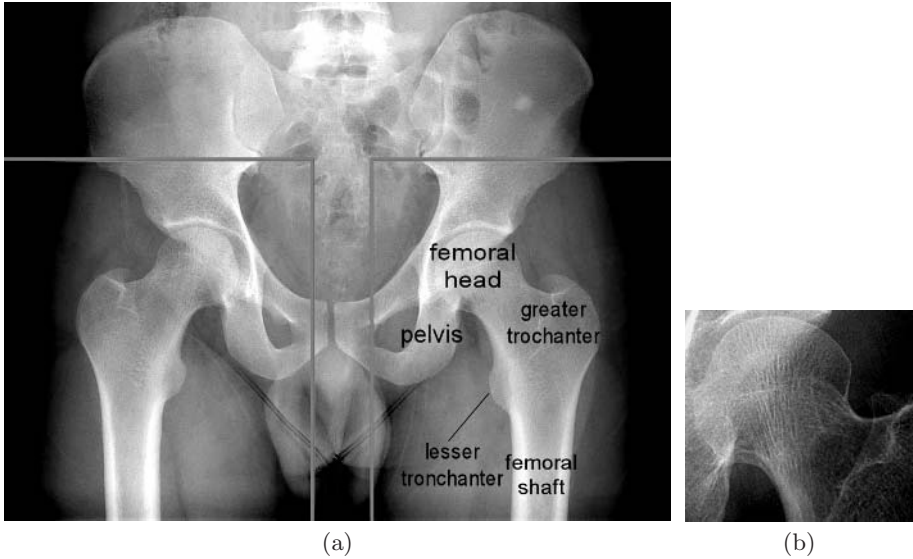 femoral
head
greater
trochanter
pelvis
lesser
tronchanter
femoral
shaft
(a)
(b)